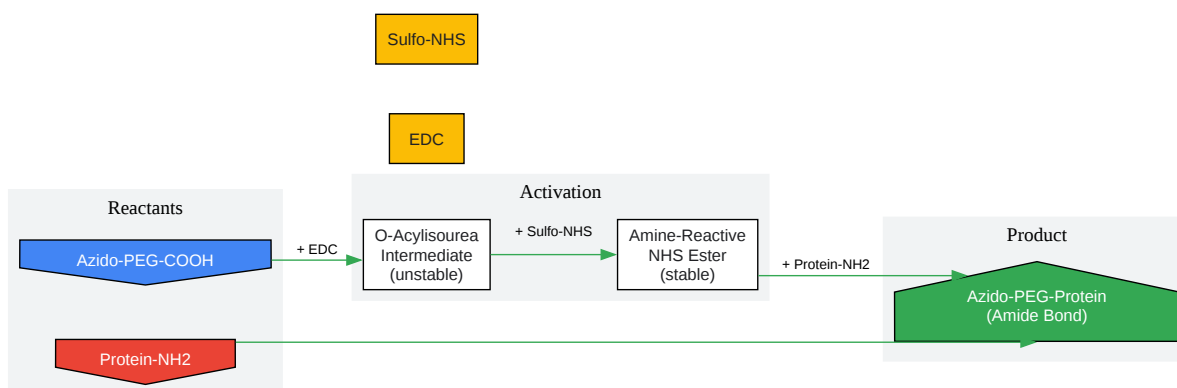 Sulfo-NHS
EDC
Reactants
Azido-PEG-COOH
Protein-NH2
+ EDC
Activation
O-Acylisourea
Intermediate
(unstable)
+ Sulfo-NHS
Amine-Reactive
NHS Ester
(stable)
+ Protein-NH2
Product
Azido-PEG-Protein
(Amide Bond)